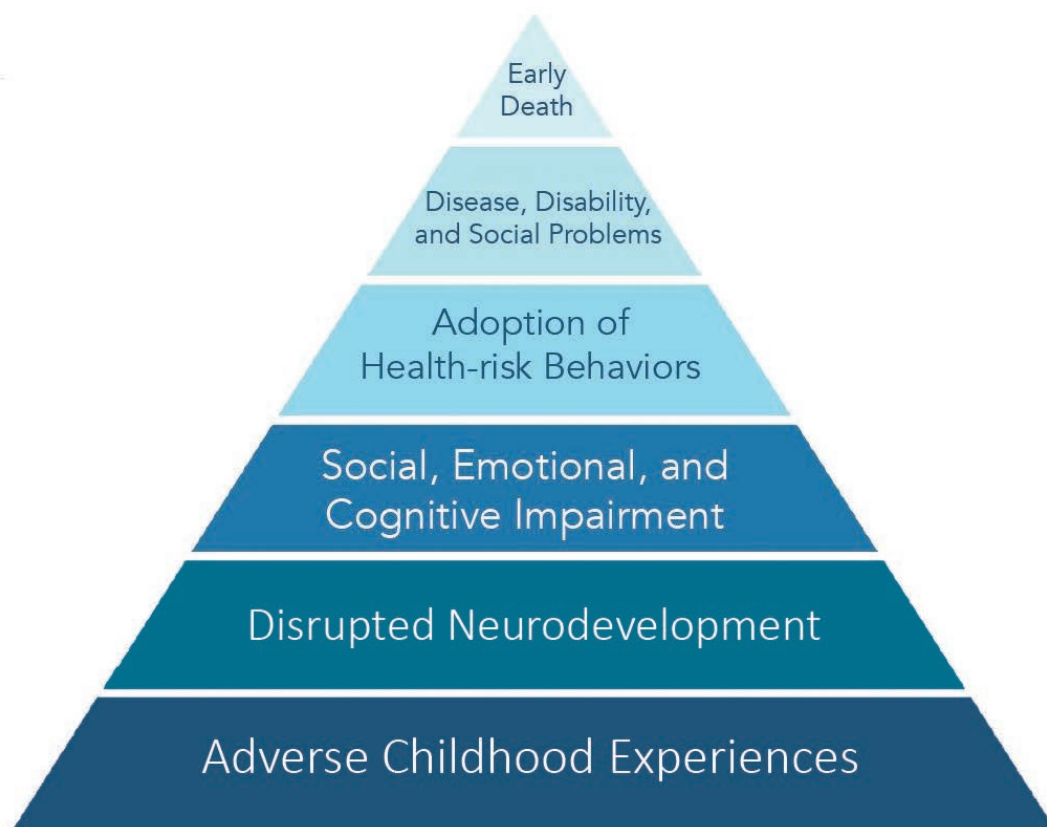 Early
Death
Disease, Disability,
and Social Problems
Adoption of
Health-risk Behaviors
Social, Emotional, and
Cognitive Impairment
Disrupted Neurodevelopment
Adverse Childhood Experiences